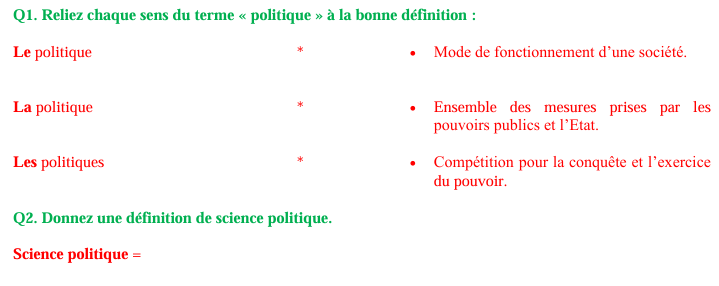 Q1. Reliez chaque sens du terme « politique » à la bonne définition :
Le politique * • Mode de fonctionnement d’une société.
La politique * • Ensemble des mesures prises par les
pouvoirs publics et l’Etat.
Les politiques * • Compétition pour la conquête et l’exercice
du pouvoir.
Q2. Donnez une définition de science politique.
Science politique =